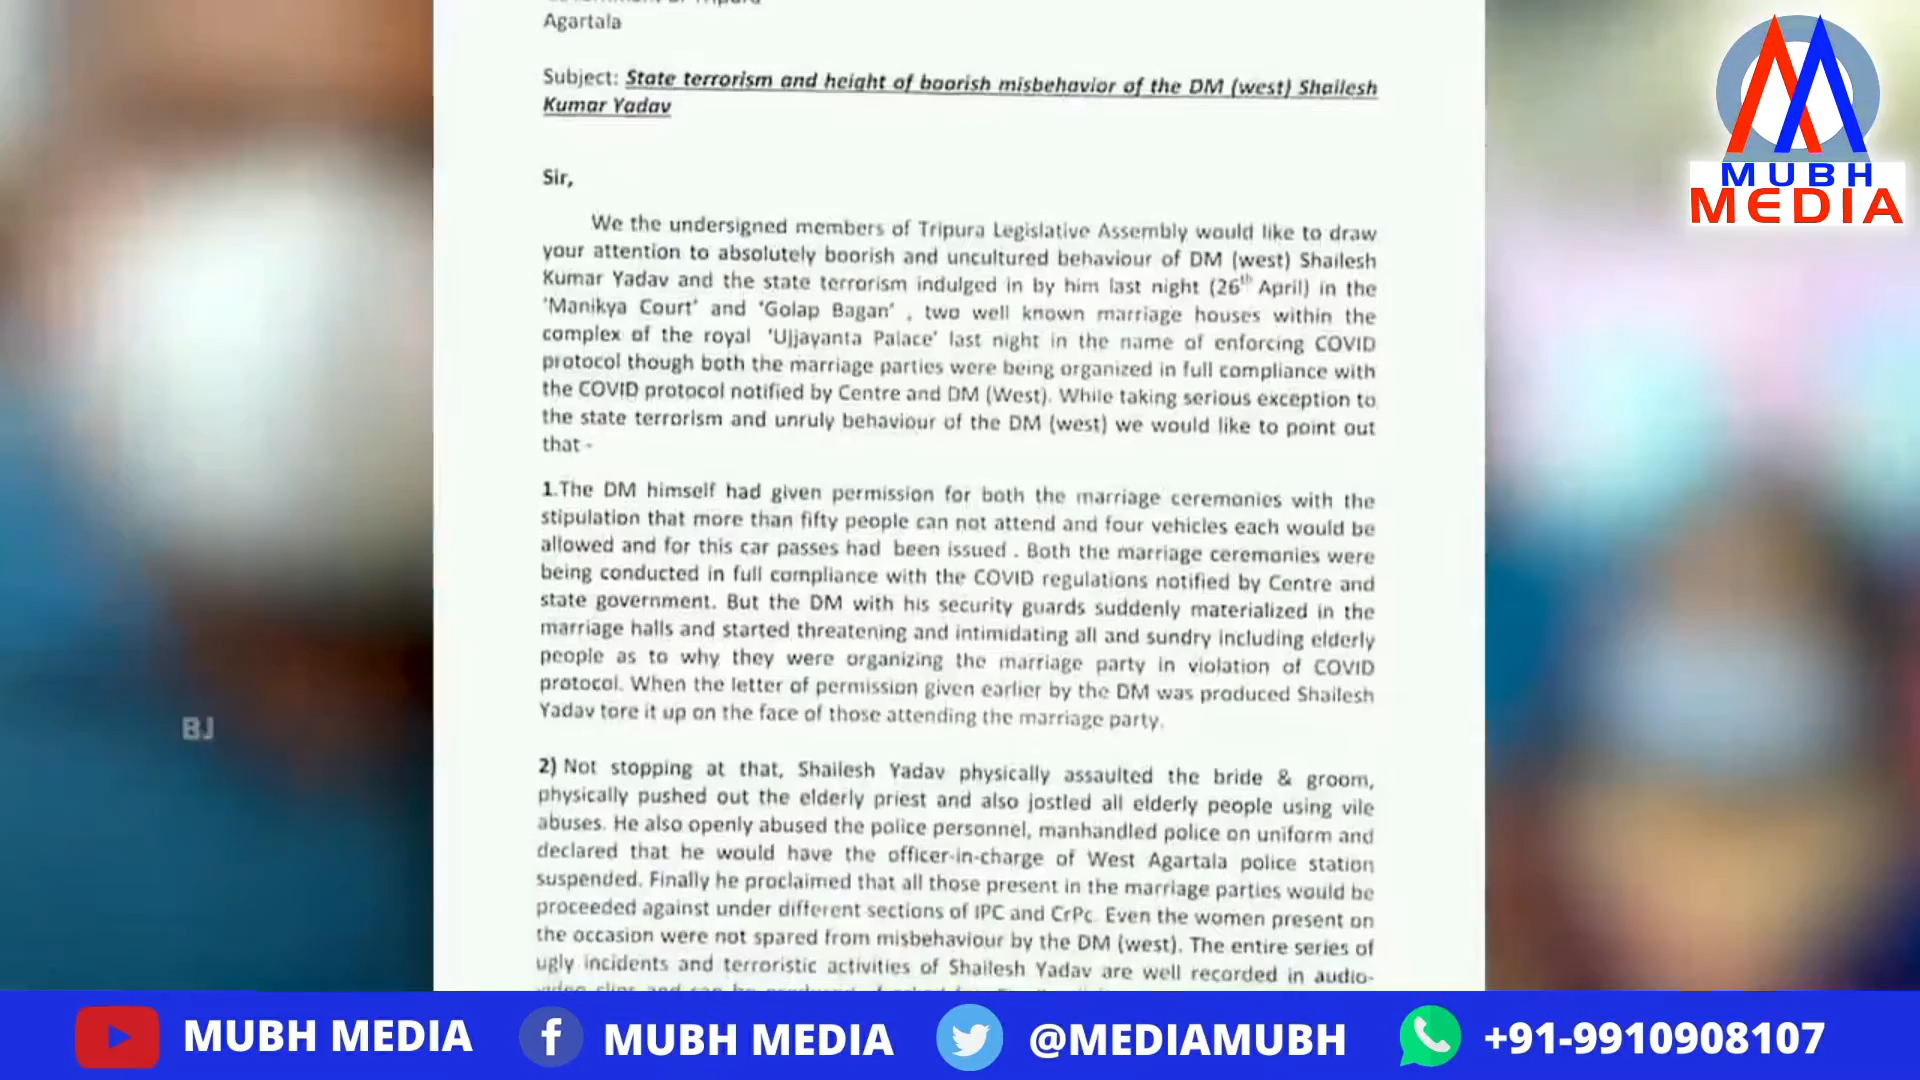 Agartala
Subject: State terrorism and height of boorish misbehavior of the DM (west) Shailesh
Kumar Yadav
Sir,
We the undersigned members of Tripura Legislative Assembly would like to draw
your attention to absolutely boorish and uncultured behaviour of DM (west) Shailesh
Kumar Yadav and the state terrorism indulged in by him last night (26th April) in the
'Manikya Court' and 'Golap Bagan' , two well known marriage houses within the
complex of the royal 'Ujjayanta Palace' last night in the name of enforcing COVID
protocol though both the marriage parties were being organized in full compliance with
the COVID protocol notified by Centre and DM (West). While taking serious exception to
the state terrorism and unruly behaviour of the DM (west) we would like to point out
that -
1.The DM himself had given permission for both the marriage ceremonies with the
stipulation that more than fifty people can not attend and four vehicles each would be
allowed and for this car passes had been issued . Both the marriage ceremonies were
being conducted in full compliance with the COVID regulations notified by Centre and
state government. But the DM with his security guards suddenly materialized in the
marriage halls and started threatening and intimidating all and sundry including elderly
people as to why they were organizing the marriage party in violation of COVID
protocol. When the letter of permission given earlier by the DM was produced Shailesh
Yadav tore it up on the face of those attending the marriage party.
2) Not stopping at that, Shailesh Yadav physically assaulted the bride & groom,
physically pushed out the elderly priest and also jostled all elderly people using vile
abuses. He also openly abused the police personnel, manhandled police on uniform and
declared that he would have the officer-in-charge of West Agartala police station
suspended. Finally he proclaimed that all those present in the marriage parties would be
proceeded against under different sections of IPC and CrPc. Even the women present on
the occasion were not spared from misbehaviour by the DM (west). The entire series of
ugly incidents and terroristic activities of Shailesh Yadav are well recorded in audio-
BJ
MUBH
MEDIA
MUBH MEDIA
MUBH MEDIA
@MEDIAMUBH
+91-9910908107